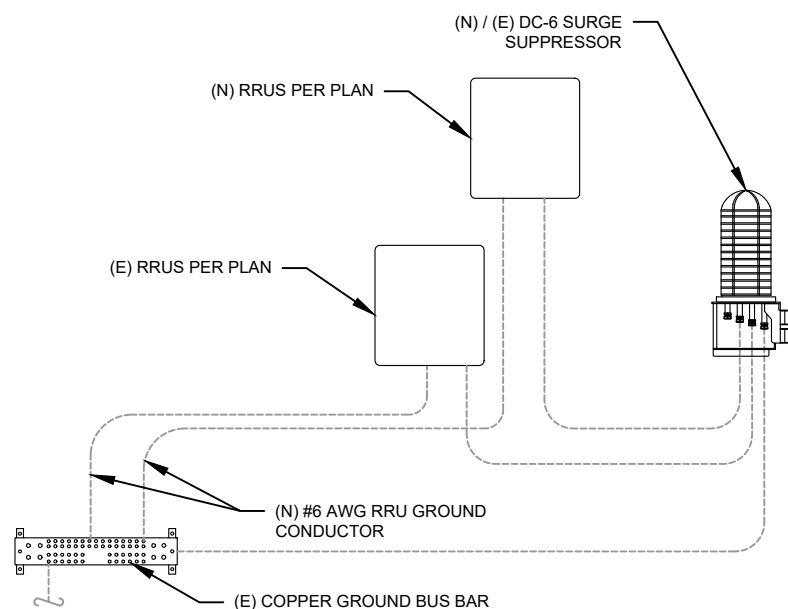 (N) / (E) DC-6 SURGE
SUPPRESSOR
(N) RRUS PER PLAN
(E) RRUS PER PLAN
(N) #6 AWG RRU GROUND
CONDUCTOR
(E) COPPER GROUND BUS BAR